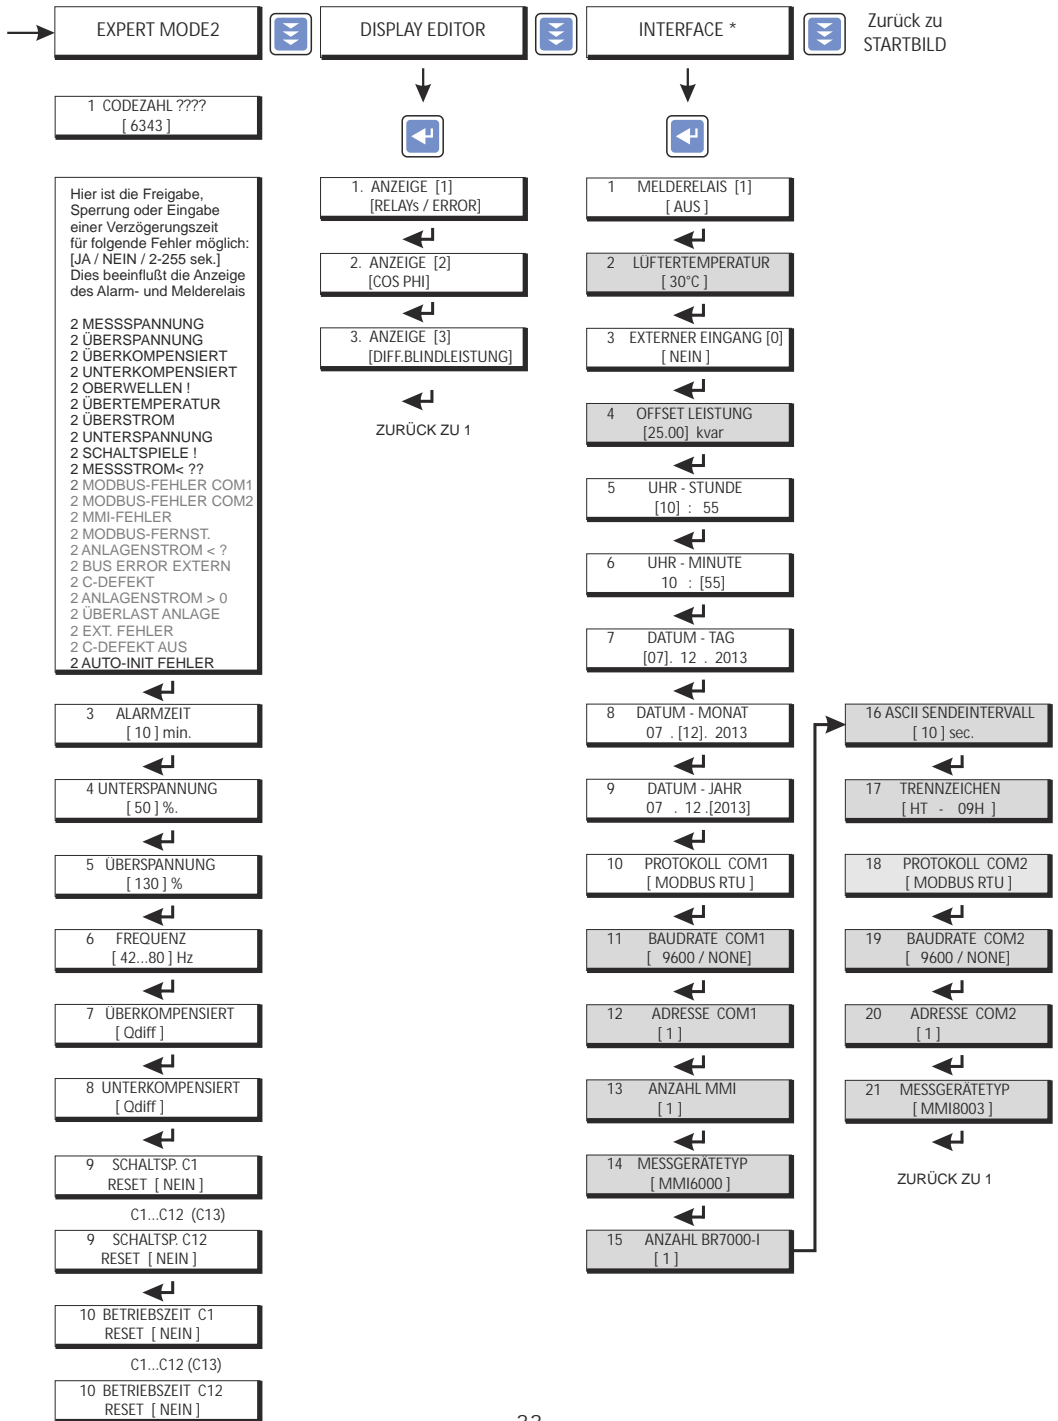 EXPERT MODE2
DISPLAY EDITOR
INTERFACE *
Zurück zu
STARTBILD
1 CODEZAHL ????
[ 6343 ]
Hier ist die Freigabe,
Sperrung oder Eingabe
einer Verzögerungszeit
für folgende Fehler möglich:
[JA / NEIN / 2-255 sek.]
Dies beeinflußt die Anzeige
des Alarm- und Melderelais
2 MESSSPANNUNG
2 ÜBERSPANNUNG
2 ÜBERKOMPENSIERT
2 UNTERKOMPENSIERT
2 OBERWELLEN !
2 ÜBERTEMPERATUR
2 ÜBERSTROM
2 UNTERSPANNUNG
2 SCHALTSPIELE !
2 MESSSTROM< ??
2 MODBUS-FEHLER COM1
2 MODBUS-FEHLER COM2
2 MMI-FEHLER
2 MODBUS-FERNST.
2 ANLAGENSTROM < ?
2 BUS ERROR EXTERN
2 C-DEFEKT
2 ANLAGENSTROM > 0
2 ÜBERLAST ANLAGE
2 EXT. FEHLER
2 C-DEFEKT AUS
2 AUTO-INIT FEHLER
3 ALARMZEIT
[ 10 ] min.
4 UNTERSPANNUNG
[ 50 ] %.
5 ÜBERSPANNUNG
[ 130 ] %
6 FREQUENZ
[ 42...80 ] Hz
7 ÜBERKOMPENSIERT
[ Qdiff ]
8 UNTERKOMPENSIERT
[ Qdiff ]
9 SCHALTSP. C1
RESET [ NEIN ]
C1...C12 (C13)
9 SCHALTSP. C12
RESET [ NEIN ]
10 BETRIEBSZEIT C1
RESET [ NEIN ]
C1...C12 (C13)
10 BETRIEBSZEIT C12
RESET [ NEIN ]
1. ANZEIGE [1]
[RELAYs / ERROR]
2. ANZEIGE [2]
[COS PHI]
3. ANZEIGE [3]
[DIFF.BLINDLEISTUNG]
ZURÜCK ZU 1
1 MELDERELAIS [1]
[ AUS ]
2 LÜFTERTEMPERATUR
[ 30°C ]
3 EXTERNER EINGANG [0]
[ NEIN ]
4 OFFSET LEISTUNG
[25.00] kvar
5 UHR - STUNDE
[10] : 55
6 UHR - MINUTE
10 : [55]
7 DATUM - TAG
[07]. 12 . 2013
8 DATUM - MONAT
07 . [12]. 2013
9 DATUM - JAHR
07 . 12 .[2013]
10 PROTOKOLL COM1
[ MODBUS RTU ]
11 BAUDRATE COM1
[ 9600 / NONE]
12 ADRESSE COM1
[ 1 ]
13 ANZAHL MMI
[ 1 ]
14 MESSGERÄTETYP
[ MMI6000 ]
15 ANZAHL BR7000-I
[ 1 ]
16 ASCII SENDEINTERVALL
[ 10 ] sec.
17 TRENNZEICHEN
[ HT - 09H ]
18 PROTOKOLL COM2
[ MODBUS RTU ]
19 BAUDRATE COM2
[ 9600 / NONE]
20 ADRESSE COM2
[ 1 ]
21 MESSGERÄTETYP
[ MMI8003 ]
ZURÜCK ZU 1